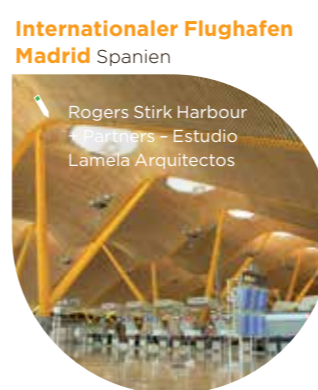 Internationaler Flughafen
Madrid Spanien
Rogers Stirk Harbour
+ Partners – Estudio
Lamela Arquitectos